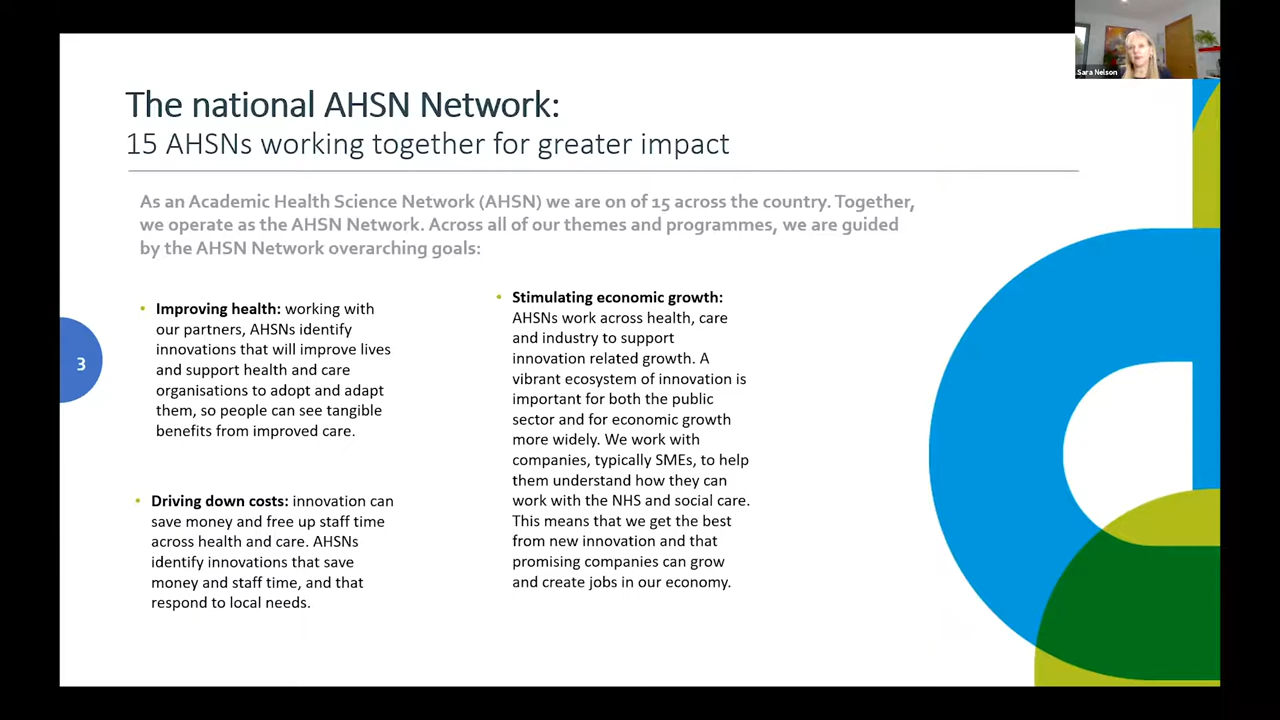 Sara Nelson
The national AHSN Network:
15 AHSNs working together for greater impact
As an Academic Health Science Network (AHSN) we are on of 15 across the country. Together,
we operate as the AHSN Network. Across all of our themes and programmes, we are guided
by the AHSN Network overarching goals:
• Improving health: working with
our partners, AHSNs identify
innovations that will improve lives
and support health and care
organisations to adopt and adapt
them, so people can see tangible
benefits from improved care.
• Driving down costs: innovation can
save money and free up staff time
across health and care. AHSNs
identify innovations that save
money and staff time, and that
respond to local needs.
• Stimulating economic growth:
AHSNs work across health, care
and industry to support
innovation related growth. A
vibrant ecosystem of innovation is
important for both the public
sector and for economic growth
more widely. We work with
companies, typically SMEs, to help
them understand how they can
work with the NHS and social care.
This means that we get the best
from new innovation and that
promising companies can grow
and create jobs in our economy.
3